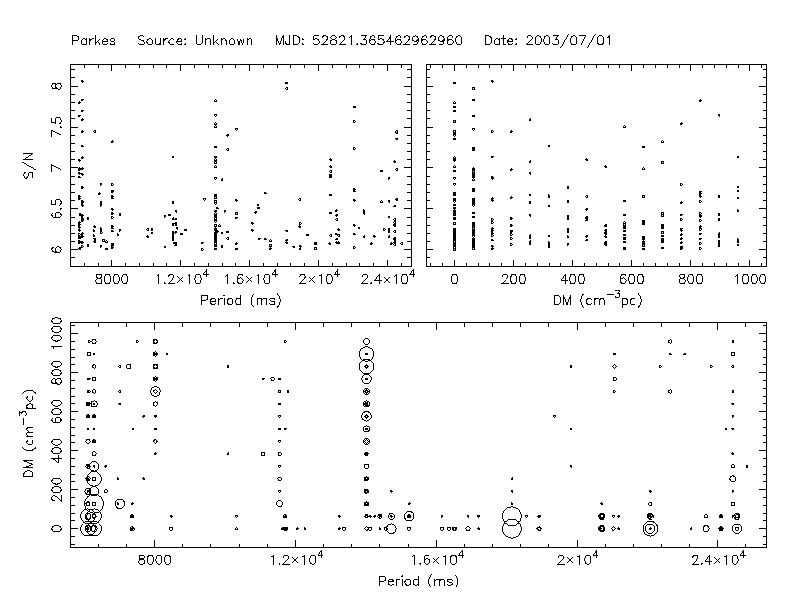 Parkes Source: Unknown MJD: 52821.365462962960 Date: 2003/07/01
8
7.5
7
6.5
6
S/N
8000 1.2×10⁴ 1.6×10⁴ 2×10⁴ 2.4×10⁴
Period (ms)
0 200 400 600 800 1000
DM (cm⁻³pc)
1000
800
600
400
200
0
DM (cm⁻³pc)
8000 1.2×10⁴ 1.6×10⁴ 2×10⁴ 2.4×10⁴
Period (ms)